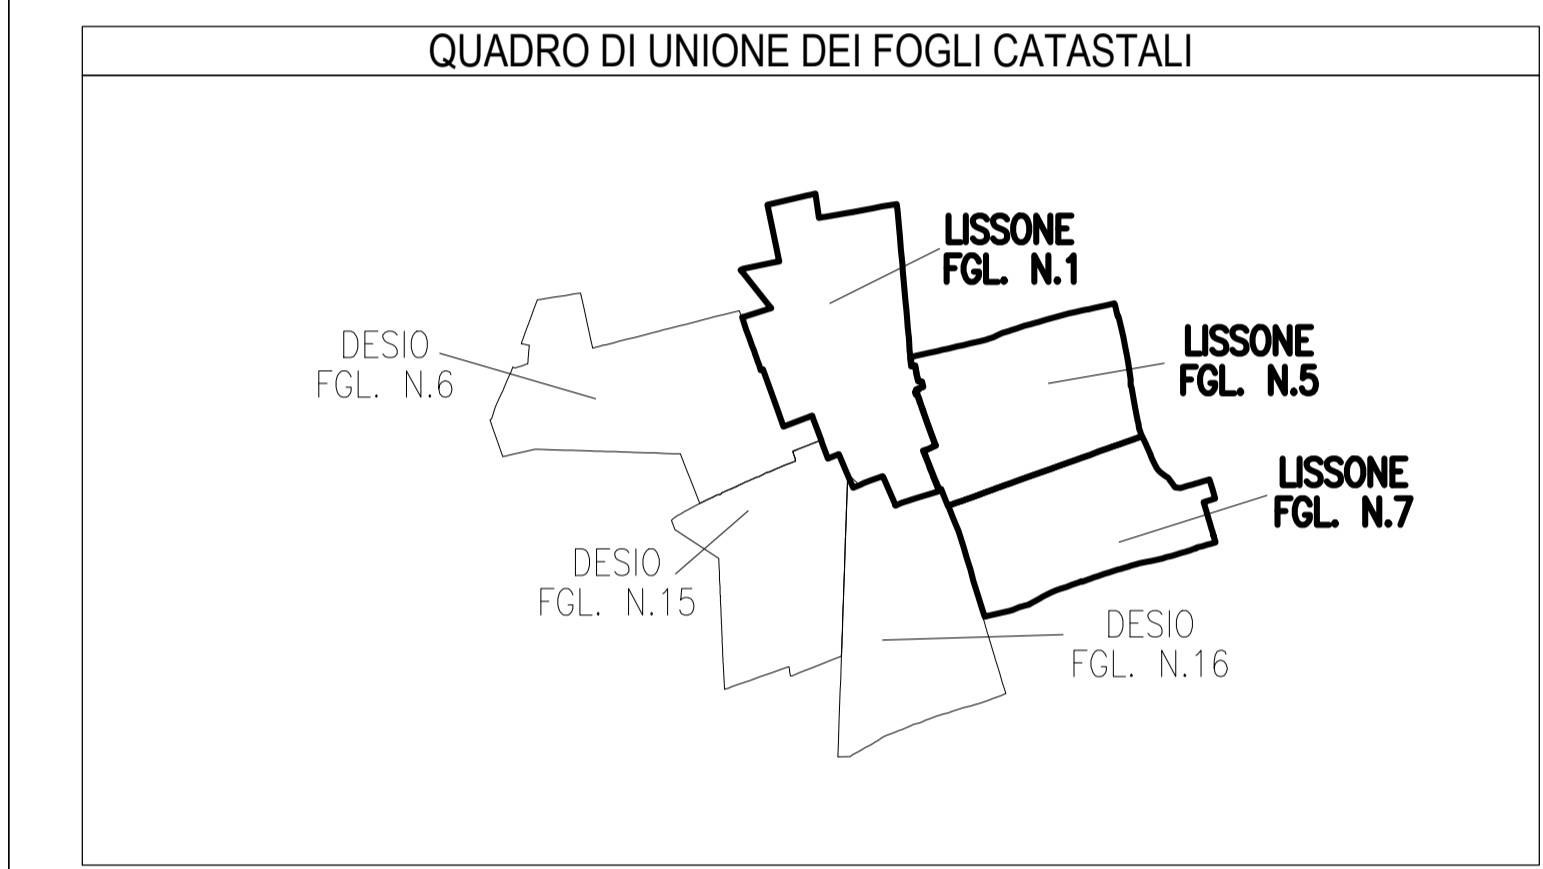 QUADRO DI UNIONE DEI FOGLI CATASTALI
LISSONE
FGL. N.1
DESIO
FGL. N.6
LISSONE
FGL. N.5
LISSONE
FGL. N.7
DESIO
FGL. N.15
DESIO
FGL. N.16